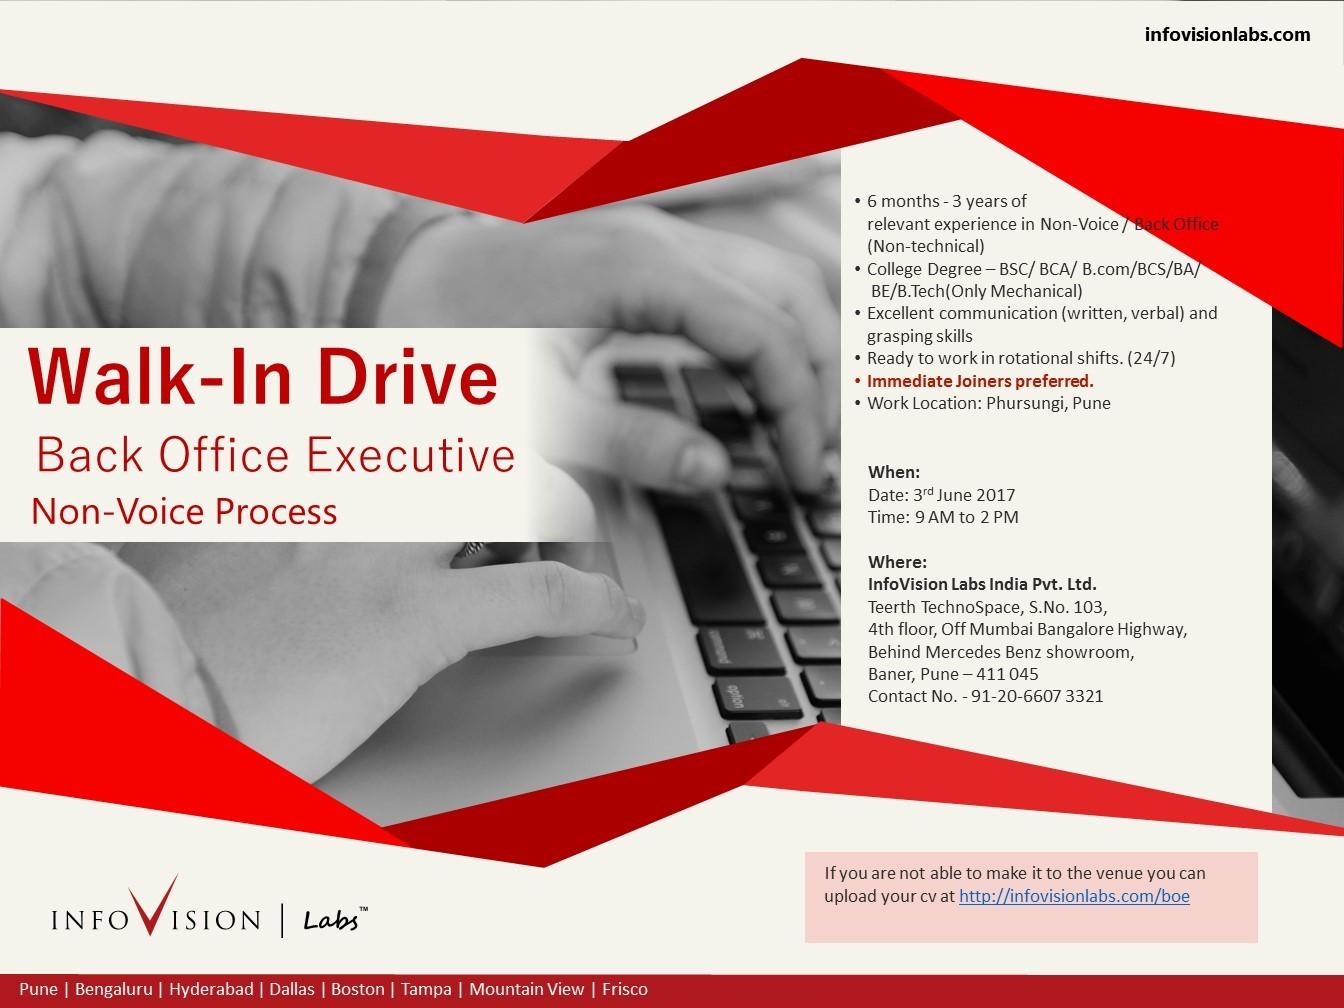 infovisionlabs.com
• 6 months - 3 years of
relevant experience in Non-Voice / Back Office
(Non-technical)
• College Degree – BSC/ BCA/ B.com/BCS/BA/
BE/B.Tech(Only Mechanical)
• Excellent communication (written, verbal) and
grasping skills
• Ready to work in rotational shifts. (24/7)
• Immediate Joiners preferred.
• Work Location: Phursungi, Pune
Walk-In Drive
Back Office Executive
Non-Voice Process
When:
Date: 3rd June 2017
Time: 9 AM to 2 PM
Where:
InfoVision Labs India Pvt. Ltd.
Teerth TechnoSpace, S.No. 103,
4th floor, Off Mumbai Bangalore Highway,
Behind Mercedes Benz showroom,
Baner, Pune – 411 045
Contact No. - 91-20-6607 3321
command
option
If you are not able to make it to the venue you can
upload your cv at http://infovisionlabs.com/boe
INFOVISION | Labs™
Pune | Bengaluru | Hyderabad | Dallas | Boston | Tampa | Mountain View | Frisco